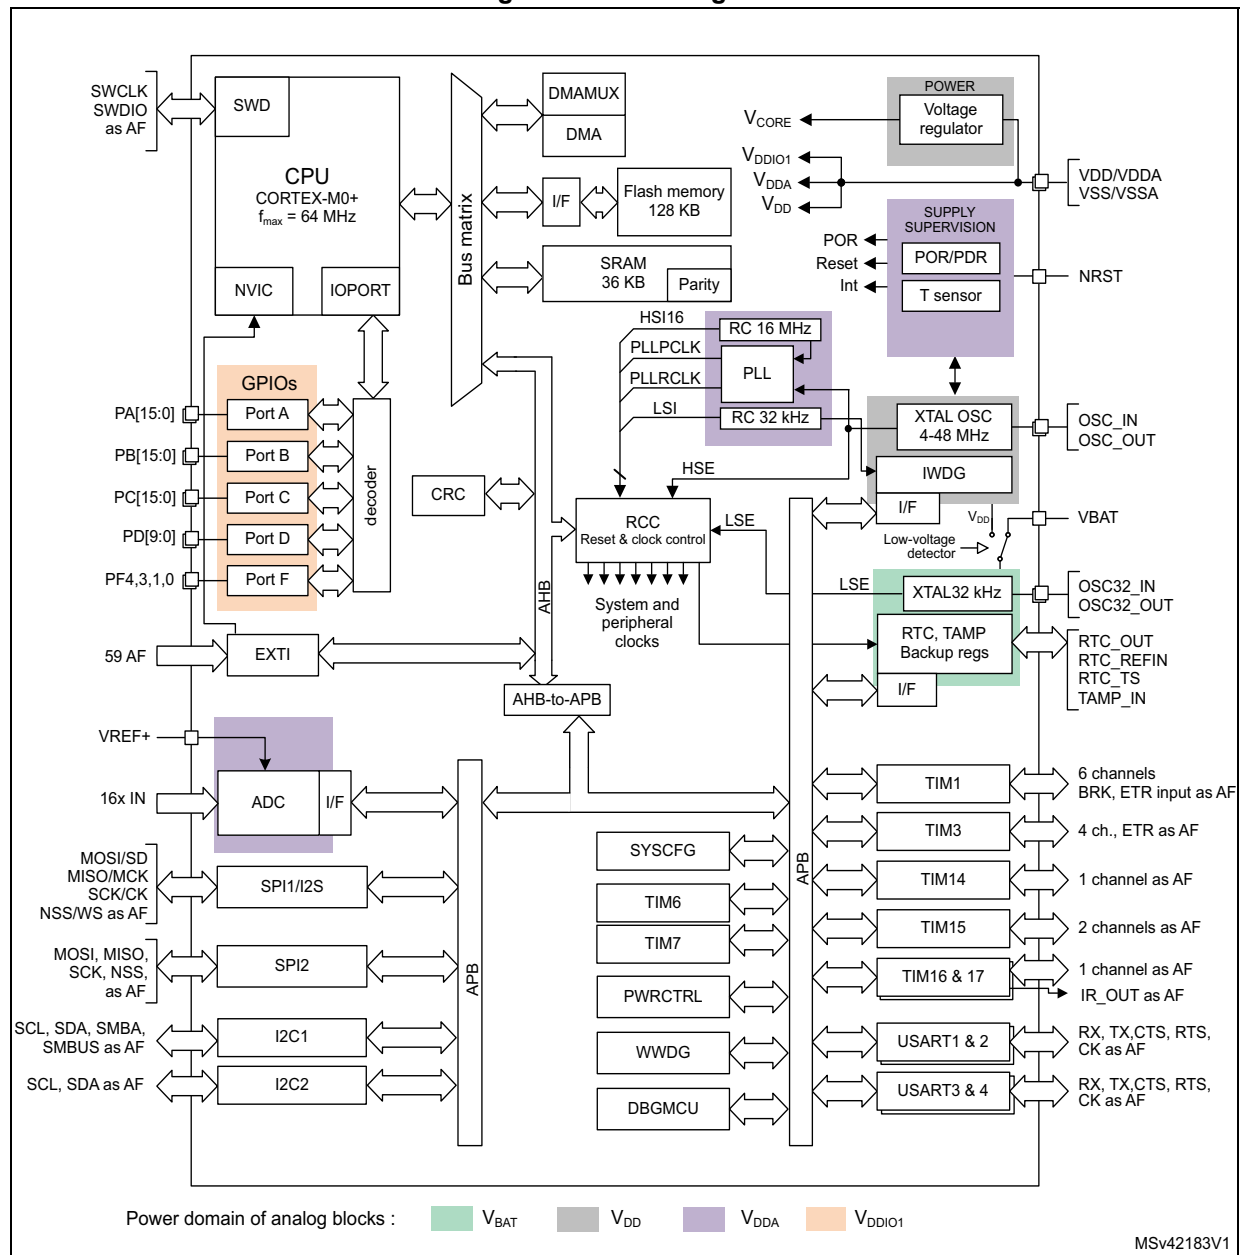 SWCLK
SWDIO
as AF
SWD
CPU
CORTEX-M0+
fmax = 64 MHz
NVIC
IOPORT
Bus matrix
DMAMUX
DMA
I/F
Flash memory
128 KB
SRAM
36 KB
Parity
POWER
Voltage
regulator
VCORE
VDDIO1
VDDA
VDD
VDD/VDDA
VSS/VSSA
SUPPLY
SUPERVISION
POR/PDR
T sensor
POR
Reset
Int
NRST
HSI16
PLLPCLK
PLLRCLK
LSI
RC 16 MHz
PLL
RC 32 kHz
XTAL OSC
4-48 MHz
OSC_IN
OSC_OUT
IWDG
I/F
HSE
GPIOs
PA[15:0]
Port A
PB[15:0]
Port B
PC[15:0]
Port C
PD[9:0]
Port D
PF4,3,1,0
Port F
decoder
CRC
RCC
Reset & clock control
LSE
System and
peripheral
clocks
VDD
Low-voltage
detector
VBAT
LSE
XTAL32 kHz
OSC32_IN
OSC32_OUT
RTC, TAMP
Backup regs
I/F
RTC_OUT
RTC_REFIN
RTC_TS
TAMP_IN
59 AF
EXTI
AHB
AHB-to-APB
VREF+
16x IN
ADC
I/F
MOSI/SD
MISO/MCK
SCK/CK
NSS/WS as AF
SPI1/I2S
MOSI, MISO,
SCK, NSS,
as AF
SPI2
SCL, SDA, SMBA,
SMBUS as AF
I2C1
SCL, SDA as AF
I2C2
APB
SYSCFG
TIM6
TIM7
PWRCTRL
WWDG
DBGMCU
APB
TIM1
6 channels
BRK, ETR input as AF
TIM3
4 ch., ETR as AF
TIM14
1 channel as AF
TIM15
2 channels as AF
TIM16 & 17
1 channel as AF
IR_OUT as AF
USART1 & 2
RX, TX,CTS, RTS,
CK as AF
USART3 & 4
RX, TX,CTS, RTS,
CK as AF
Power domain of analog blocks :
VBAT
VDD
VDDA
VDDIO1
MSv42183V1